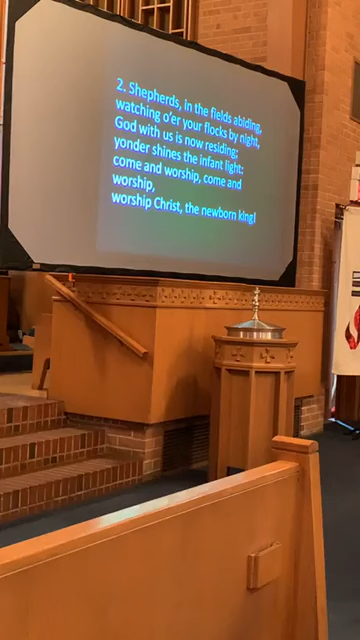 2. Shepherds, in the fields abiding,
watching o'er your flocks by night,
God with us is now residing;
yonder shines the infant light:
come and worship, come and
worship,
worship Christ, the newborn king!